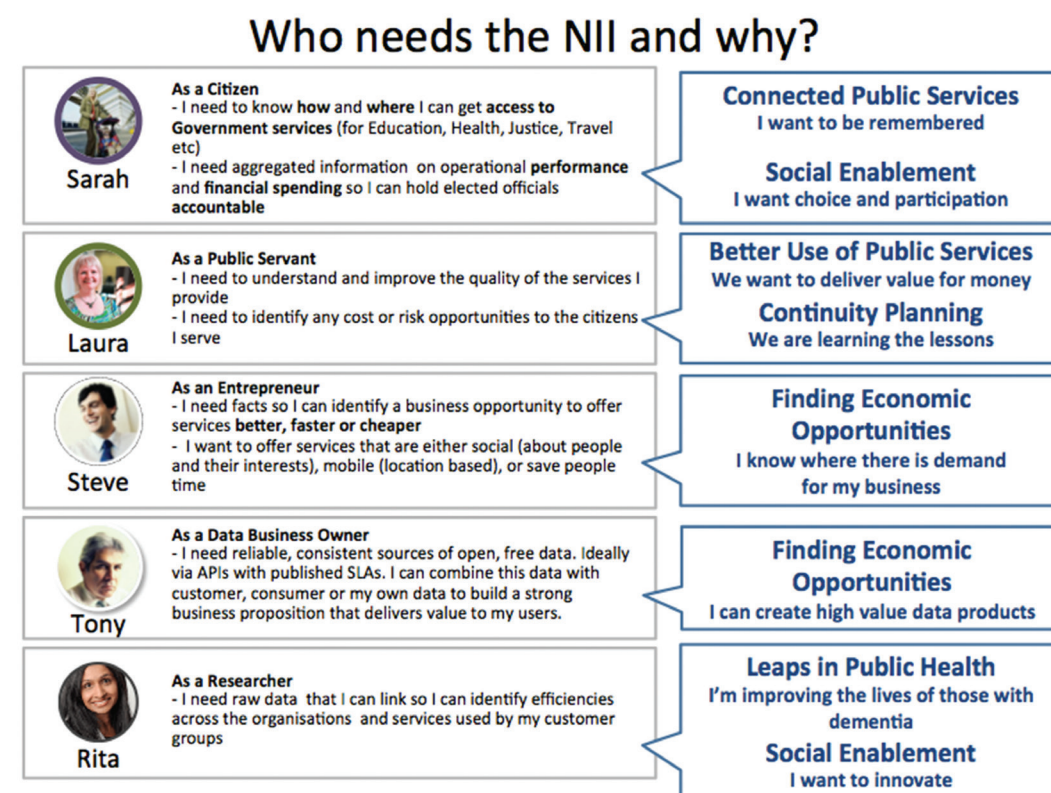 Who needs the NII and why?
As a Citizen
- I need to know how and where I can get access to
Government services (for Education, Health, Justice, Travel
etc)
- I need aggregated information on operational performance
and financial spending so I can hold elected officials
accountable
Sarah
Connected Public Services
I want to be remembered
Social Enablement
I want choice and participation
As a Public Servant
- I need to understand and improve the quality of the services I
provide
- I need to identify any cost or risk opportunities to the citizens
I serve
Laura
Better Use of Public Services
We want to deliver value for money
Continuity Planning
We are learning the lessons
As an Entrepreneur
- I need facts so I can identify a business opportunity to offer
services better, faster or cheaper
- I want to offer services that are either social (about people
and their interests), mobile (location based), or save people
time
Steve
Finding Economic
Opportunities
I know where there is demand
for my business
As a Data Business Owner
- I need reliable, consistent sources of open, free data. Ideally
via APIs with published SLAs. I can combine this data with
customer, consumer or my own data to build a strong
business proposition that delivers value to my users.
Tony
Finding Economic
Opportunities
I can create high value data products
As a Researcher
- I need raw data that I can link so I can identify efficiencies
across the organisations and services used by my customer
groups
Rita
Leaps in Public Health
I'm improving the lives of those with
dementia
Social Enablement
I want to innovate